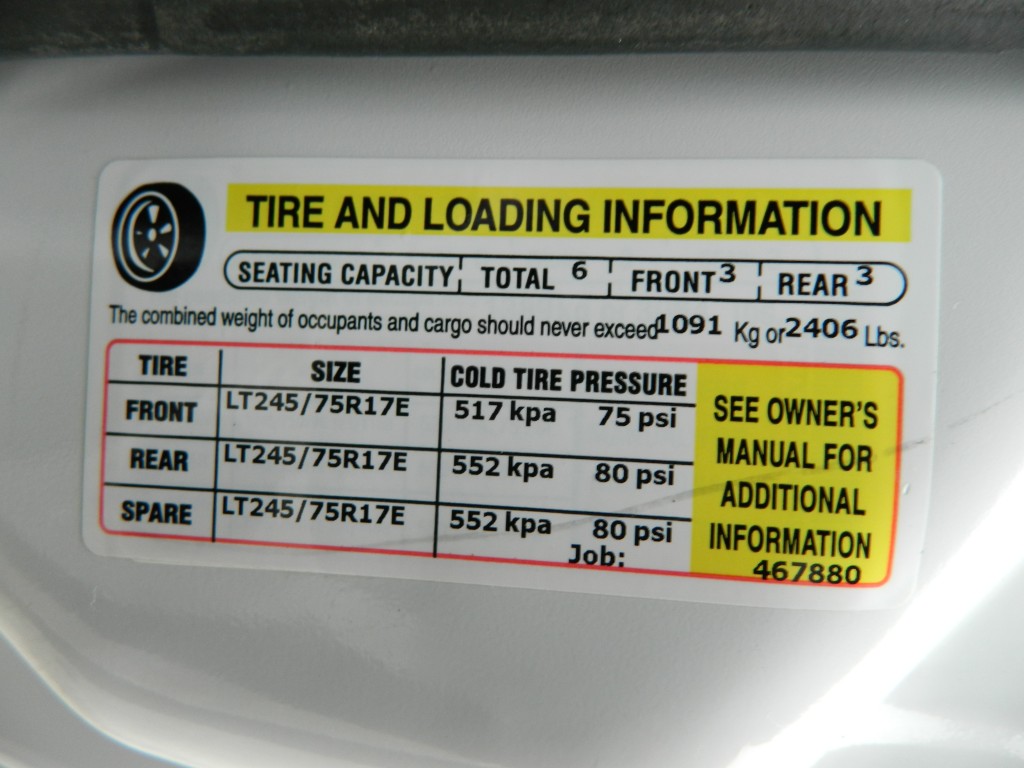 TIRE AND LOADING INFORMATION
SEATING CAPACITY TOTAL 6 FRONT 3 REAR 3
The combined weight of occupants and cargo should never exceed 1091 Kg or 2406 Lbs.
TIRE SIZE COLD TIRE PRESSURE
FRONT LT245/75R17E 517 kpa 75 psi
REAR LT245/75R17E 552 kpa 80 psi
SPARE LT245/75R17E 552 kpa 80 psi
SEE OWNER'S
MANUAL FOR
ADDITIONAL
INFORMATION
Job: 467880